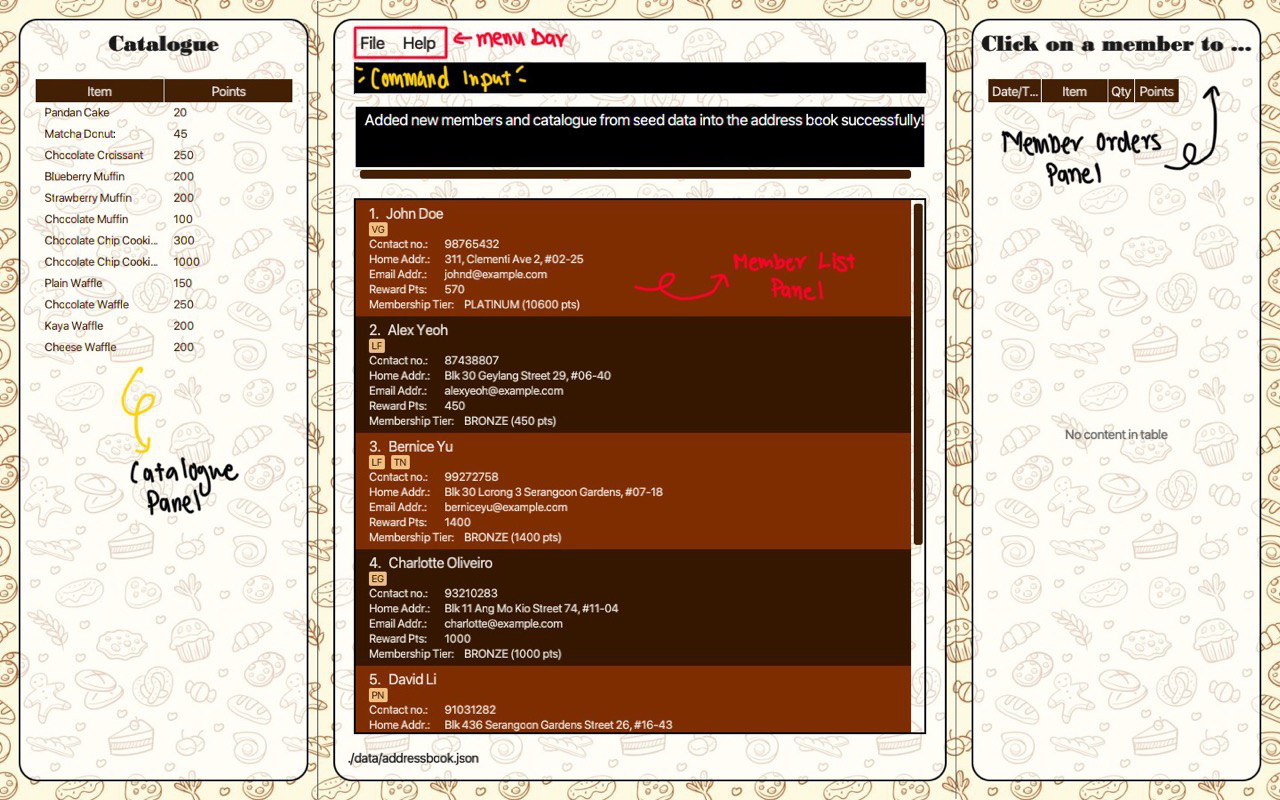 Catalogue
Item Points
Pandan Cake 20
Matcha Donut: 45
Chocolate Croissant 250
Blueberry Muffin 200
Strawberry Muffin 200
Chocolate Muffin 100
Chocolate Chip Cooki... 300
Chocolate Chip Cooki... 1000
Plain Waffle 150
Chocolate Waffle 250
Kaya Waffle 200
Cheese Waffle 200
Catalogue
Panel
File Help ← menu bar
Command Input
Added new members and catalogue from seed data into the address book successfully!
1. John Doe
VG
Contact no.: 98765432
Home Addr.: 311, Clementi Ave 2, #02-25
Email Addr.: johnd@example.com
Reward Pts: 570
Membership Tier: PLATINUM (10600 pts)
Member List
Panel
2. Alex Yeoh
LF
Contact no.: 87438807
Home Addr.: Blk 30 Geylang Street 29, #06-40
Email Addr.: alexyeoh@example.com
Reward Pts: 450
Membership Tier: BRONZE (450 pts)
3. Bernice Yu
LF TN
Contact no.: 99272758
Home Addr.: Blk 30 Lorong 3 Serangoon Gardens, #07-18
Email Addr.: berniceyu@example.com
Reward Pts: 1400
Membership Tier: BRONZE (1400 pts)
4. Charlotte Oliveiro
EG
Contact no.: 93210283
Home Addr.: Blk 11 Ang Mo Kio Street 74, #11-04
Email Addr.: charlotte@example.com
Reward Pts: 1000
Membership Tier: BRONZE (1000 pts)
5. David Li
PN
Contact no.: 91031282
Home Addr.: Blk 436 Serangoon Gardens Street 26, #16-43
./data/addressbook.json
Click on a member to ...
Date/T... Item Qty Points
Member Orders
Panel
No content in table